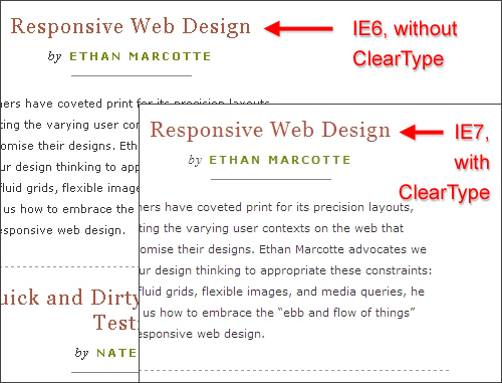 Responsive Web Design
by ETHAN MARCOTTE
IE6, without
ClearType
ners have coveted print for its precision layouts,
ting the varying user con
omise their designs. Eth
ur design thinking to app
fluid grids, flexible image
us how to embrace the
esponsive web design.
uick and Dirty
Testi
by NATE
Responsive Web Design
by ETHAN MARCOTTE
IE7,
with
ClearType
ners have coveted print for its precision layouts,
ting the varying user contexts on the web that
omise their designs. Ethan Marcotte advocates we
ur design thinking to appropriate these constraints:
fluid grids, flexible images, and media queries, he
us how to embrace the “ebb and flow of things”
esponsive web design.